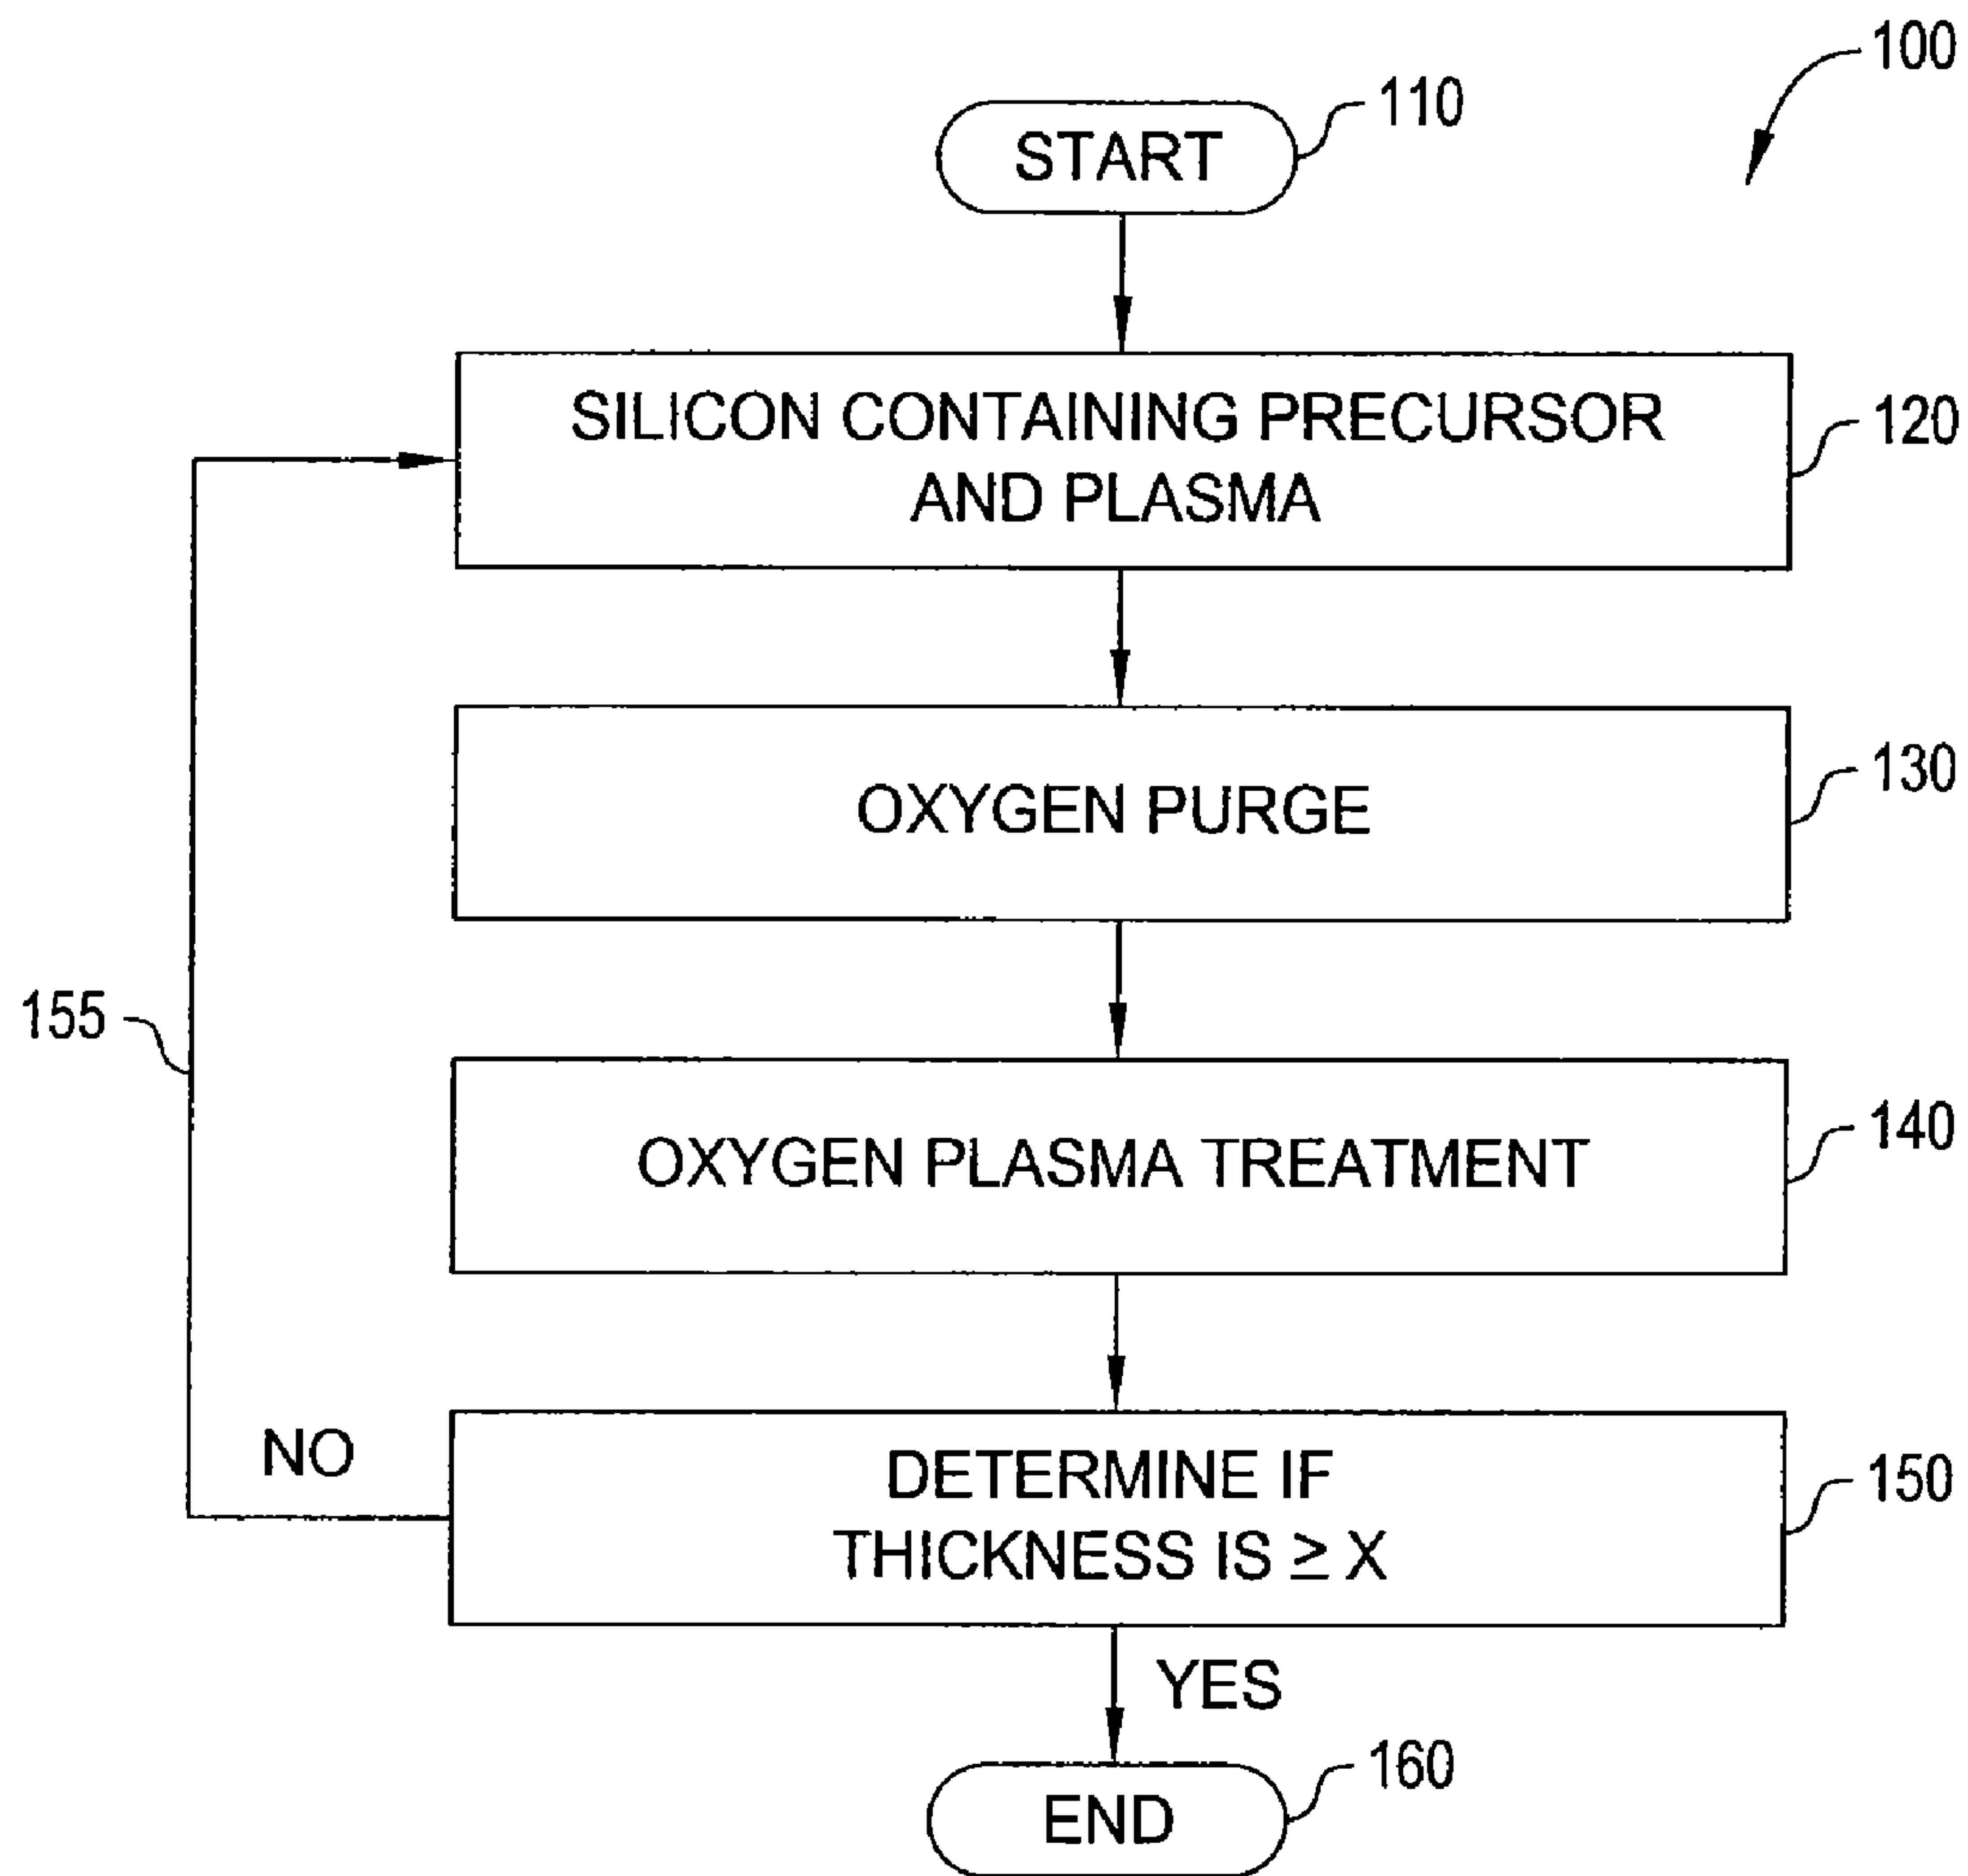 100
START
110
SILICON CONTAINING PRECURSOR
AND PLASMA
120
OXYGEN PURGE
130
155
OXYGEN PLASMA TREATMENT
140
NO
DETERMINE IF
THICKNESS IS ≥ X
150
YES
END
160